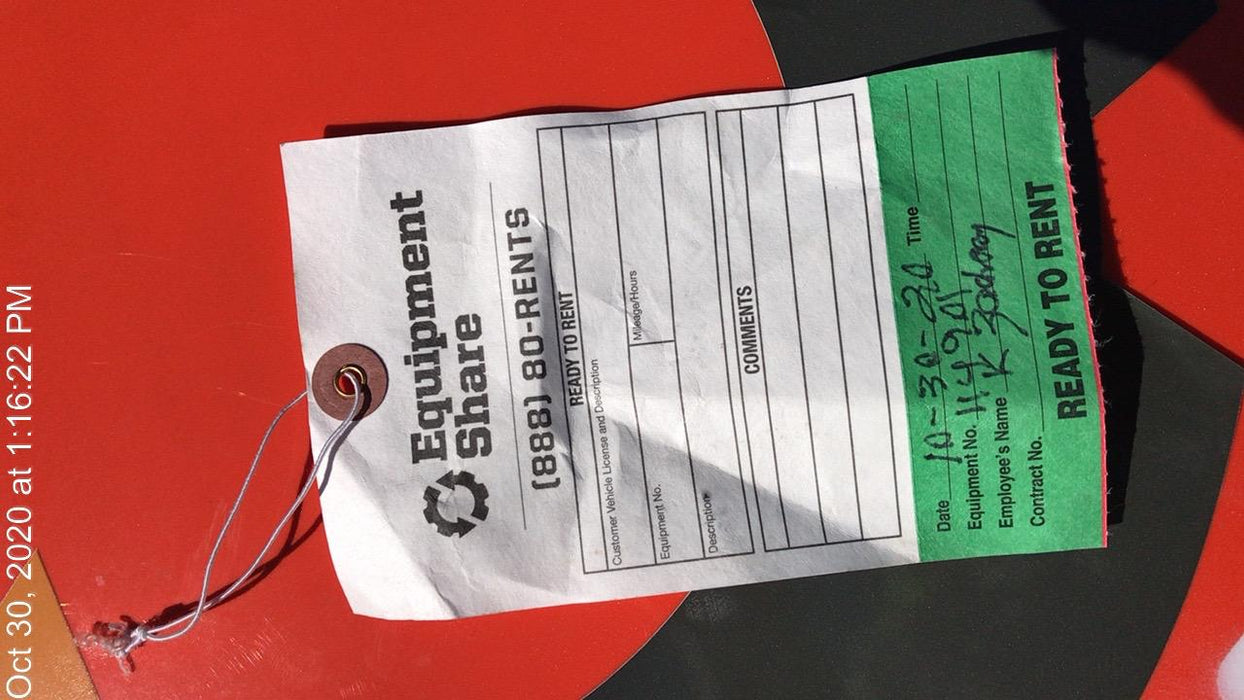 Equipment
Share
(888) 80-RENTS
READY TO RENT
Customer Vehicle License and Description
Equipment No. Mileage/Hours
Description
COMMENTS
Date 10-30-20 Time
Equipment No. 114901
Employee's Name K
Contract No.
READY TO RENT
Oct 30, 2020 at 1:16:22 PM